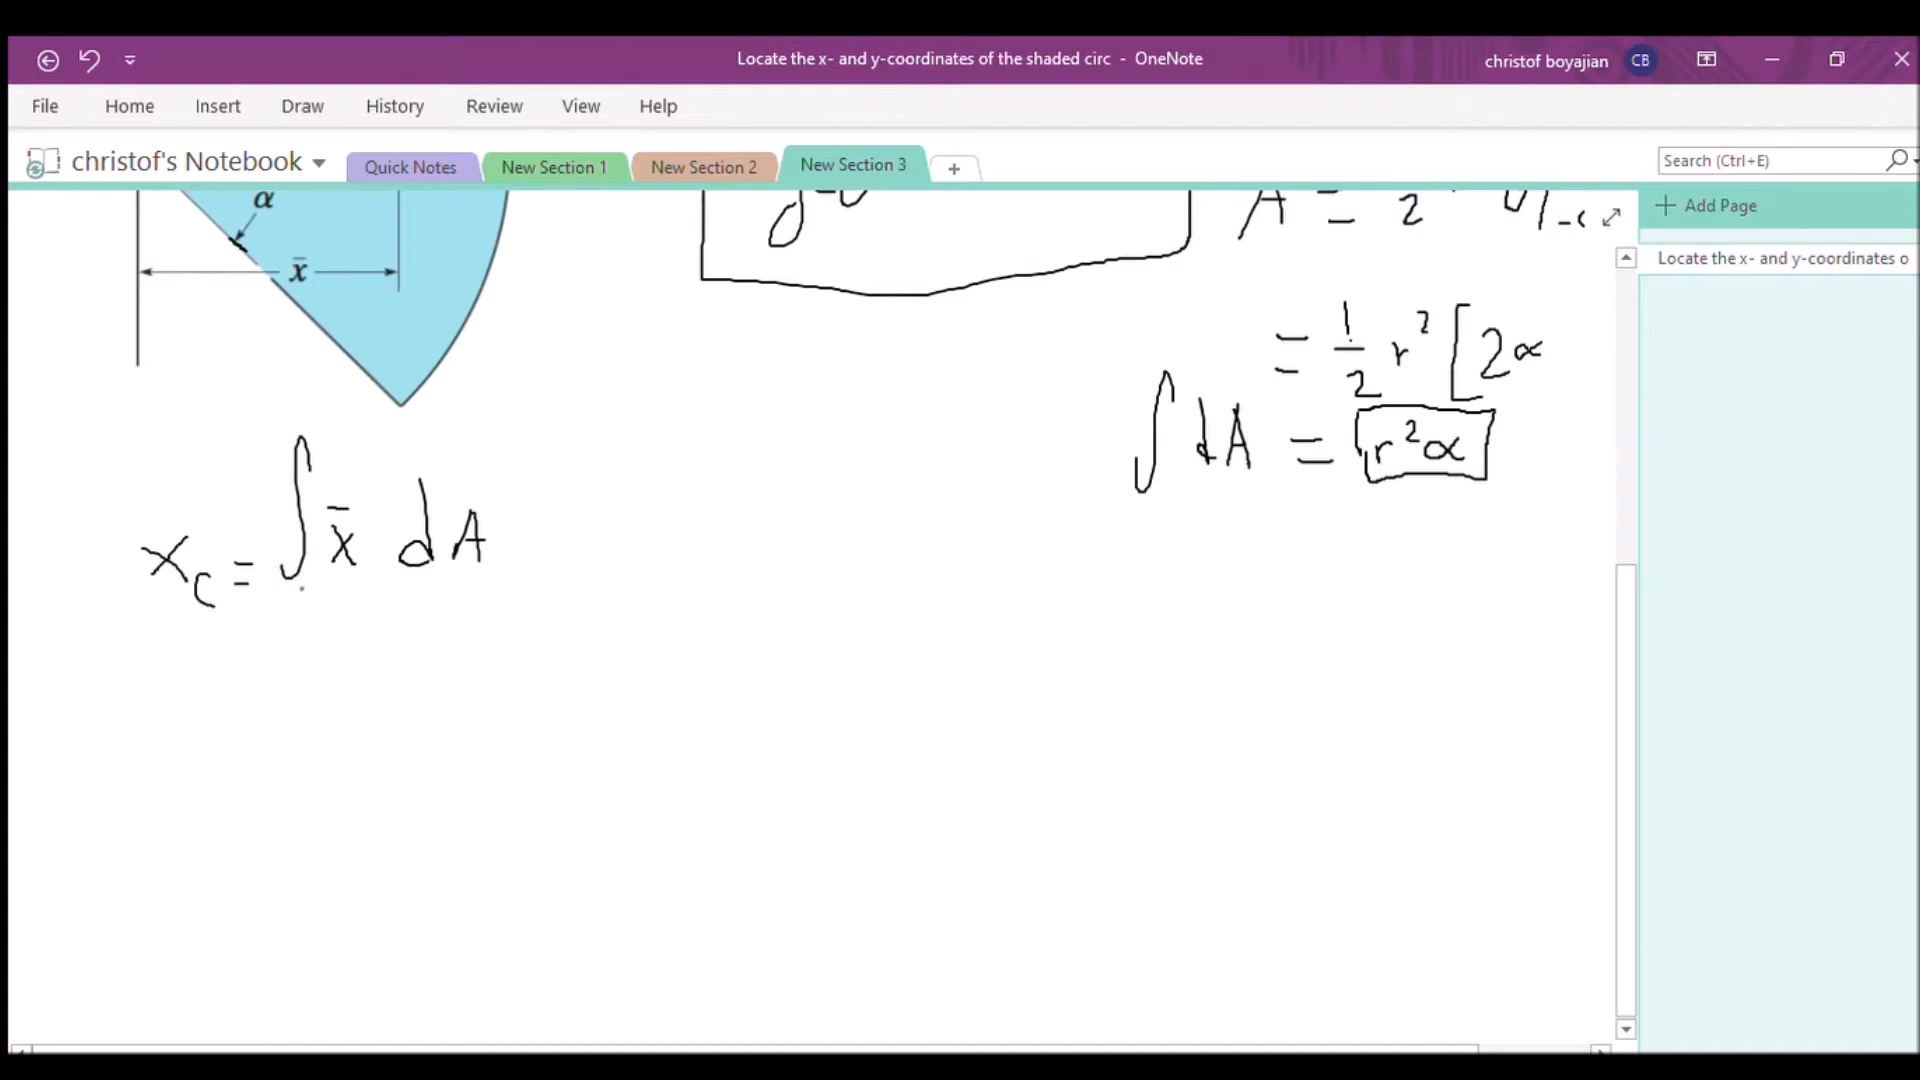 Locate the x- and y-coordinates of the shaded circ - OneNote
christof boyajian CB
File Home Insert Draw History Review View Help
christof's Notebook Quick Notes New Section 1 New Section 2 New Section 3 +
Search (Ctrl+E)
Add Page
Locate the x- and y-coordinates o
α
x̄
A = 2
= 1/2 r² [2α
∫ dA = r²α
x_c = ∫ x̄ dA